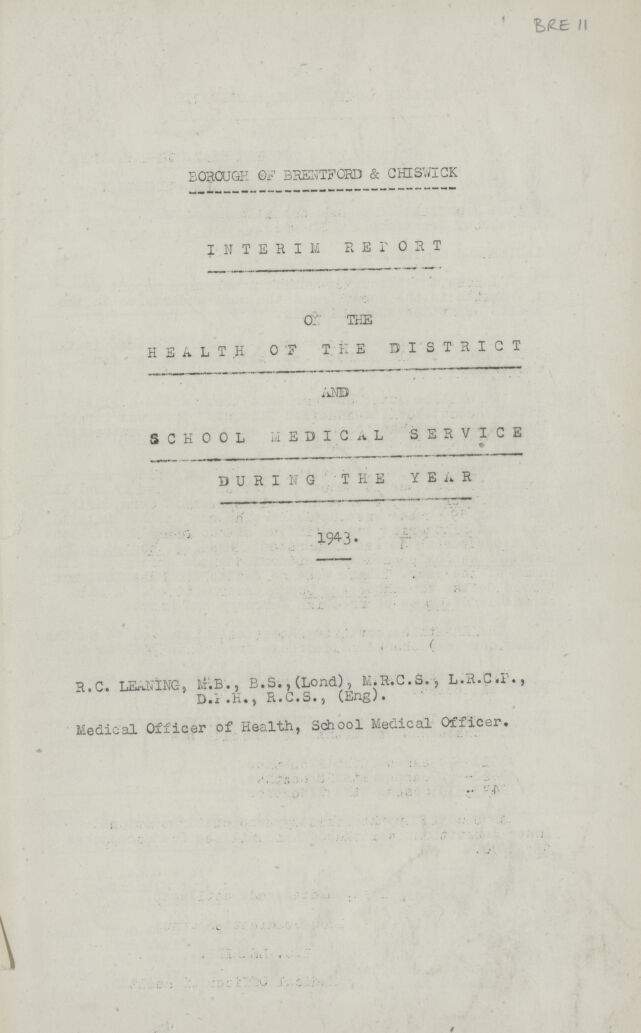 BRE 11
BOROUGH OF BRENTFORD & CHISWICK
INTERIM REPORT
OF THE
HEALTH OF THE DISTRICT
AND
SCHOOL MEDICAL SERVICE
DURING THE YEAR
1943.
R.C. LEANING, M.B., B.S.,(Lond), M.R.C.S., L.R.C.P.,
D.P.H., R.C.S., (Eng).
Medical Officer of Health, School Medical Officer.